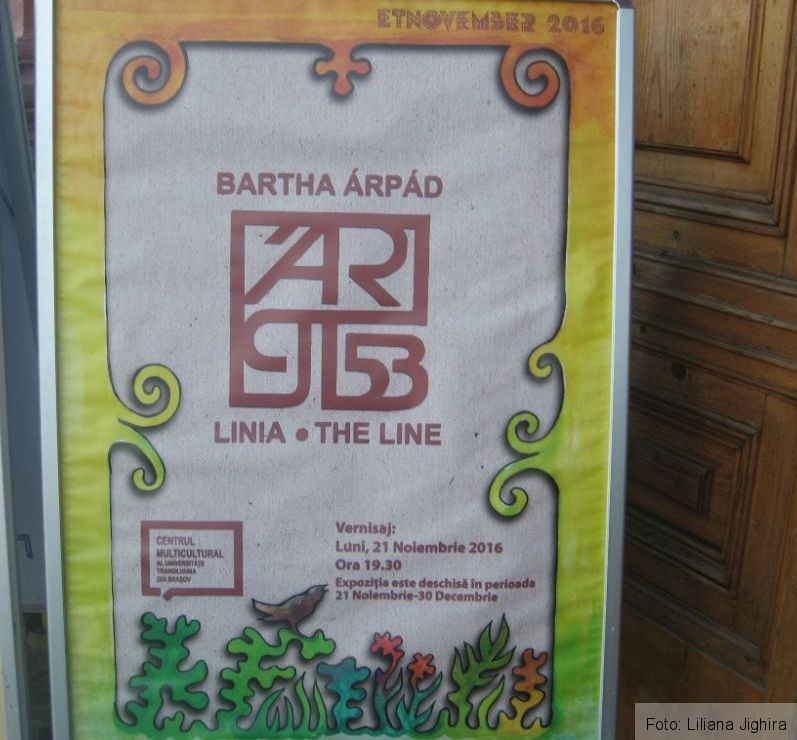 ETNOVEMBER 2016
BARTHA ÁRPÁD
ÁR
53
LINIA • THE LINE
CENTRUL
MULTICULTURAL
AL UNIVERSITĂȚII
TRANSILVANIA
DIN BRAȘOV
Vernisaj:
Luni, 21 Noiembrie 2016
Ora 19.30
Expoziția este deschisă în perioada
21 Noiembrie-30 Decembrie
Foto: Liliana Jighira